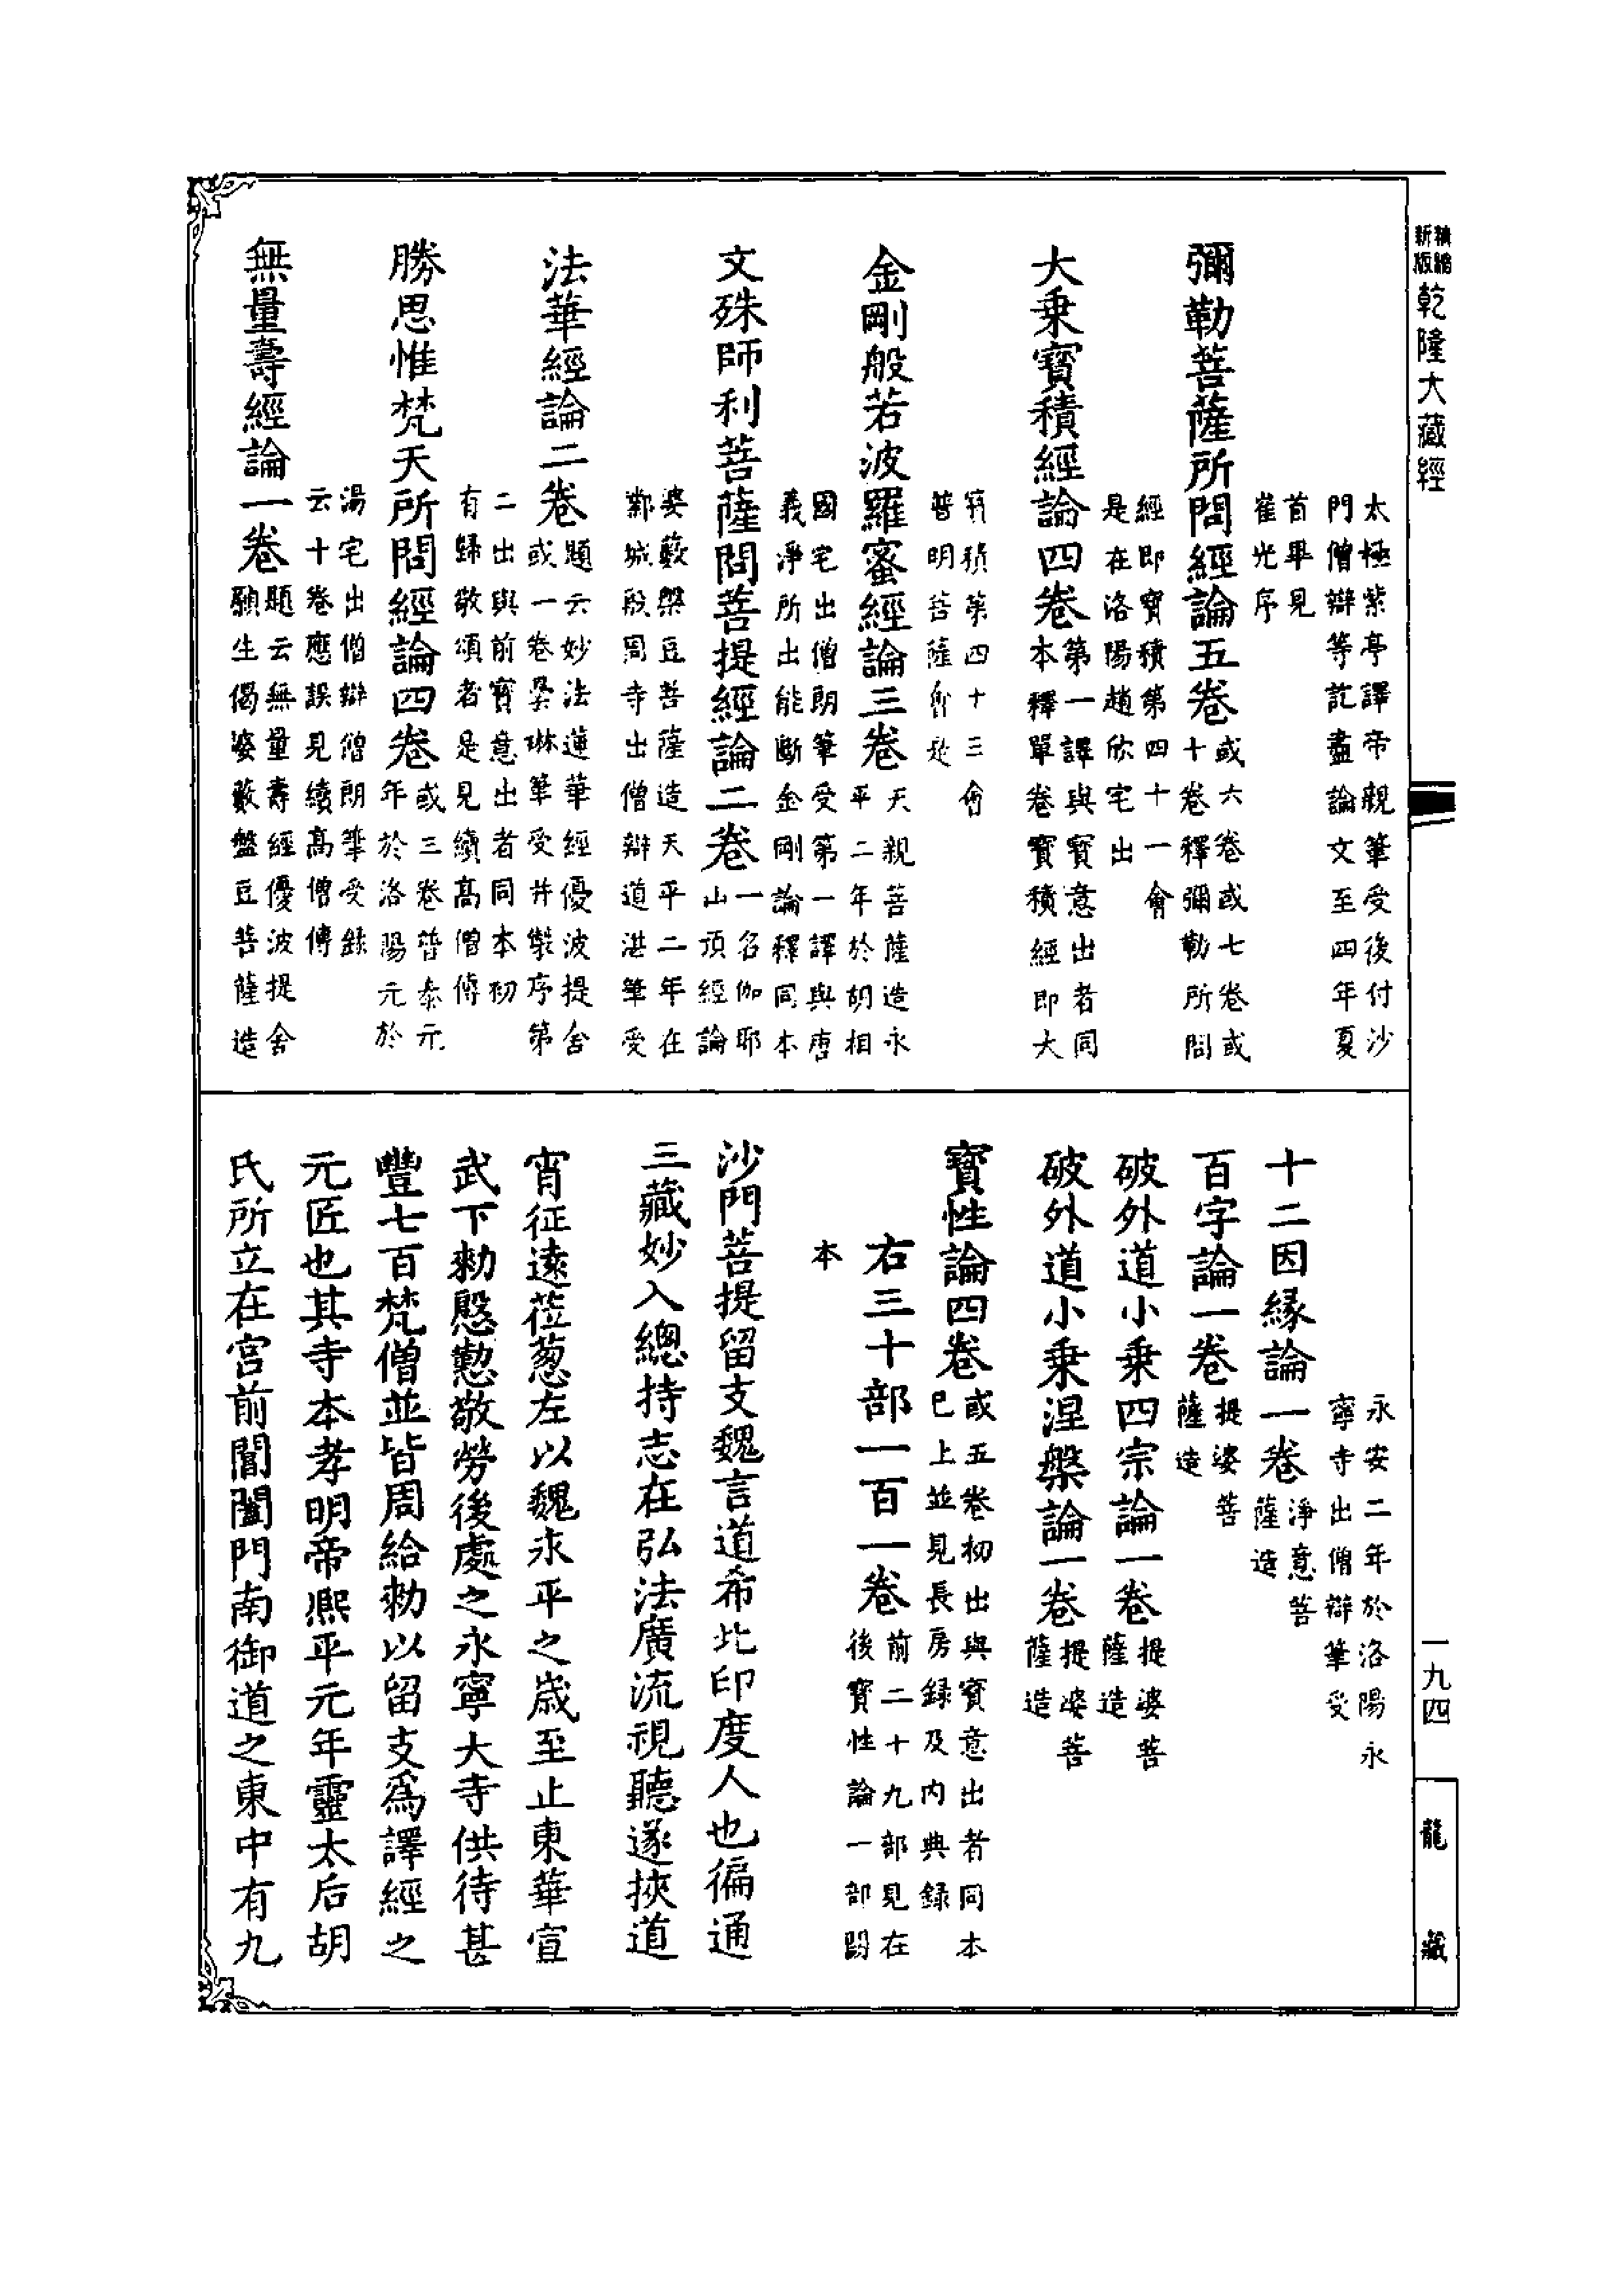 精縮
新版
乾隆大藏經
太極紫亭譯帝親筆受後付沙
門僧辯等訖盡論文至四年夏
首畢見
崔光序
彌勒菩薩所問經論五卷
或六卷或七卷或
十卷釋彌勒所問
經即寶積第四十一會
是在洛陽趙欣宅出
大乗寶積經論四卷
第一譯與寶意出者同
本釋單卷寶積經即大
積第四十三會
普明菩薩會是
金剛般若波羅蜜經論三卷
天親菩薩造永
平二年於胡相
國宅出僧朗筆受第一譯與唐
義淨所出能斷金剛論釋同本
文殊師利菩薩問菩提經論二卷
一名伽耶
山頂經論
婆藪槃豆菩薩造天平二年在
鄴城殷周寺出僧辯道湛筆受
法華經論二卷
題云妙法蓮華經優波提舍
或一卷曇琳筆受并製序第
二出與前寶意出者同本初
有歸敬頌者是見續高僧傳
勝思惟梵天所問經論四卷
或三卷普泰元
年於洛陽元於
湯宅出僧辯僧朗筆受錄
云十卷應誤見續高僧傳
無量壽經論一卷
題云無量壽經優波提舍
願生偈婆藪盤豆菩薩造
永安二年於洛陽永
寧寺出僧辯筆受
十二因緣論一卷
淨意菩
薩造
百字論一卷
提婆菩
薩造
破外道小乗四宗論一卷
提婆菩
薩造
破外道小乗涅槃論一卷
提婆菩
薩造
寶性論四卷
或五卷初出與寶意出者同本
已上並見長房録及内典録
右三十部一百一卷
前二十九部見在
後寶性論一部闕
本
沙門菩提留支魏言道希北印度人也徧通
三藏妙入總持志在弘法廣流視聽遂挾道
宵征遠莅葱左以魏永平之歲至止東華宣
武下勅慇懃敬勞後處之永寧大寺供待甚
豐七百梵僧並皆周給勅以留支爲譯經之
元匠也其寺本孝明帝熙平元年靈太后胡
氏所立在宮前閶闔門南御道之東中有九
一九四
龍藏